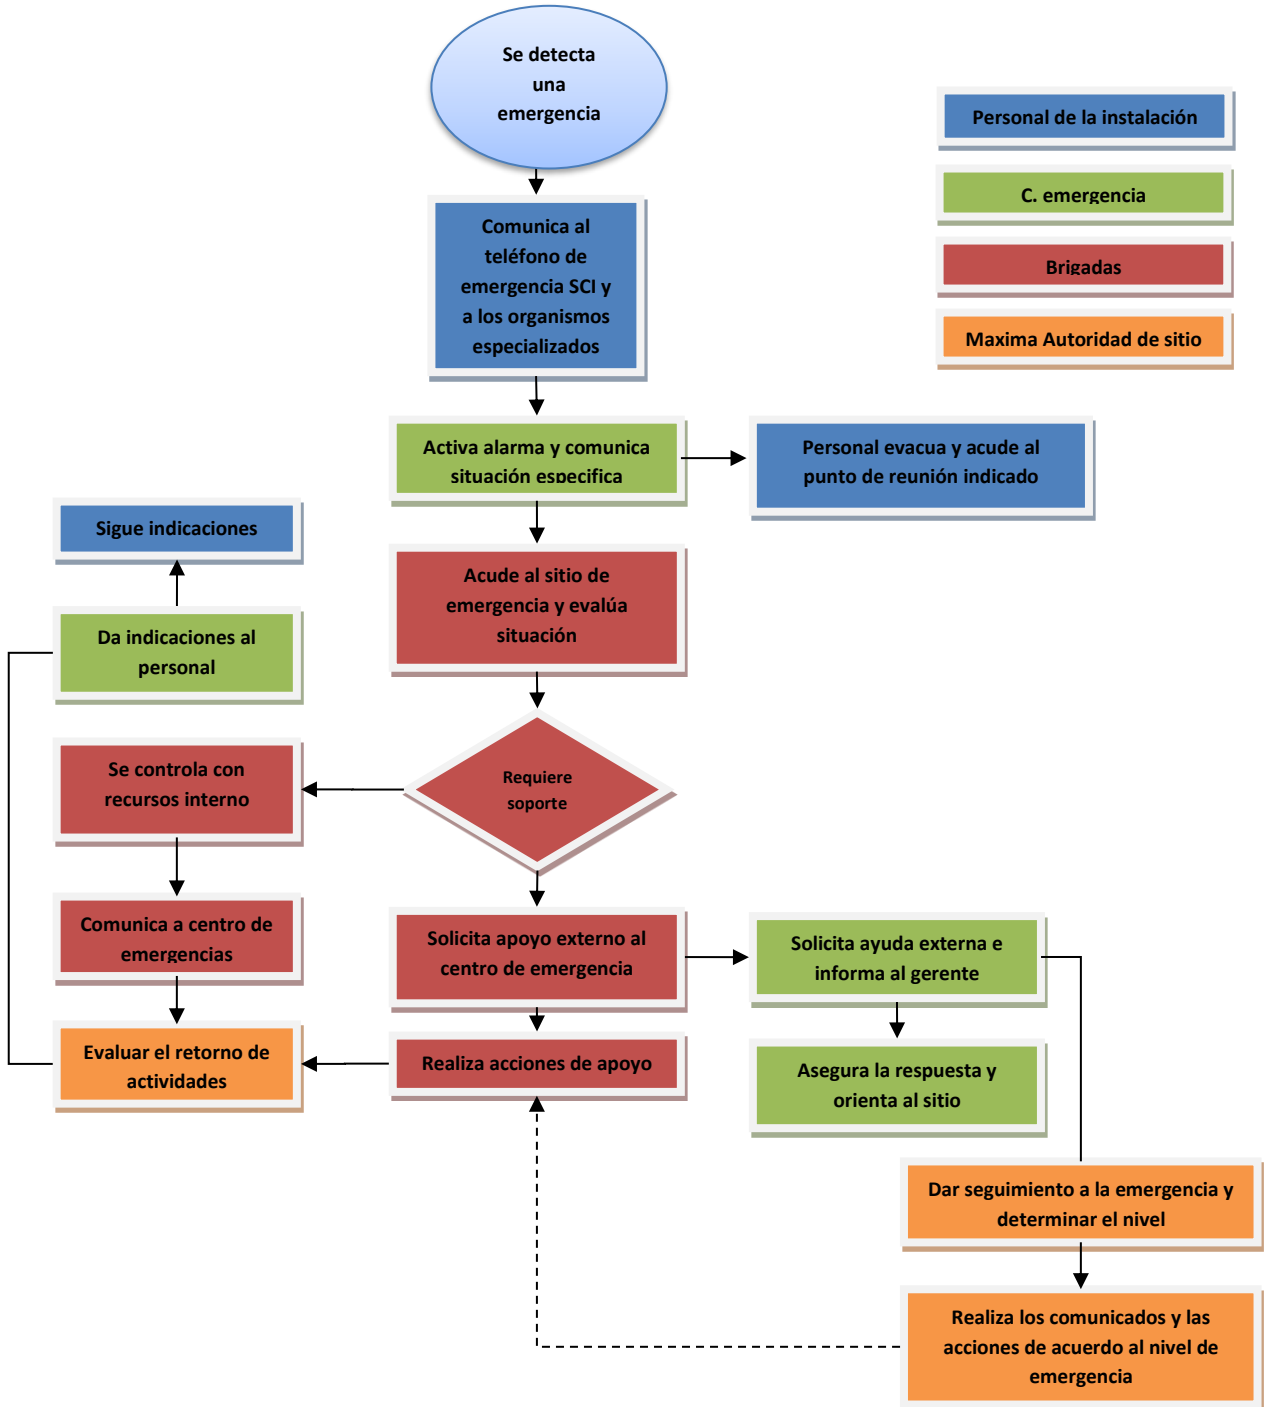 Se detecta
una
emergencia
Personal de la instalación
C. emergencia
Brigadas
Maxima Autoridad de sitio
Comunica al
teléfono de
emergencia SCI y
a los organismos
especializados
Activa alarma y comunica
situación especifica
Personal evacua y acude al
punto de reunión indicado
Sigue indicaciones
Acude al sitio de
emergencia y evalúa
situación
Da indicaciones al
personal
Requiere
soporte
Se controla con
recursos interno
Comunica a centro de
emergencias
Solicita apoyo externo al
centro de emergencia
Solicita ayuda externa e
informa al gerente
Evaluar el retorno de
actividades
Realiza acciones de apoyo
Asegura la respuesta y
orienta al sitio
Dar seguimiento a la emergencia y
determinar el nivel
Realiza los comunicados y las
acciones de acuerdo al nivel de
emergencia